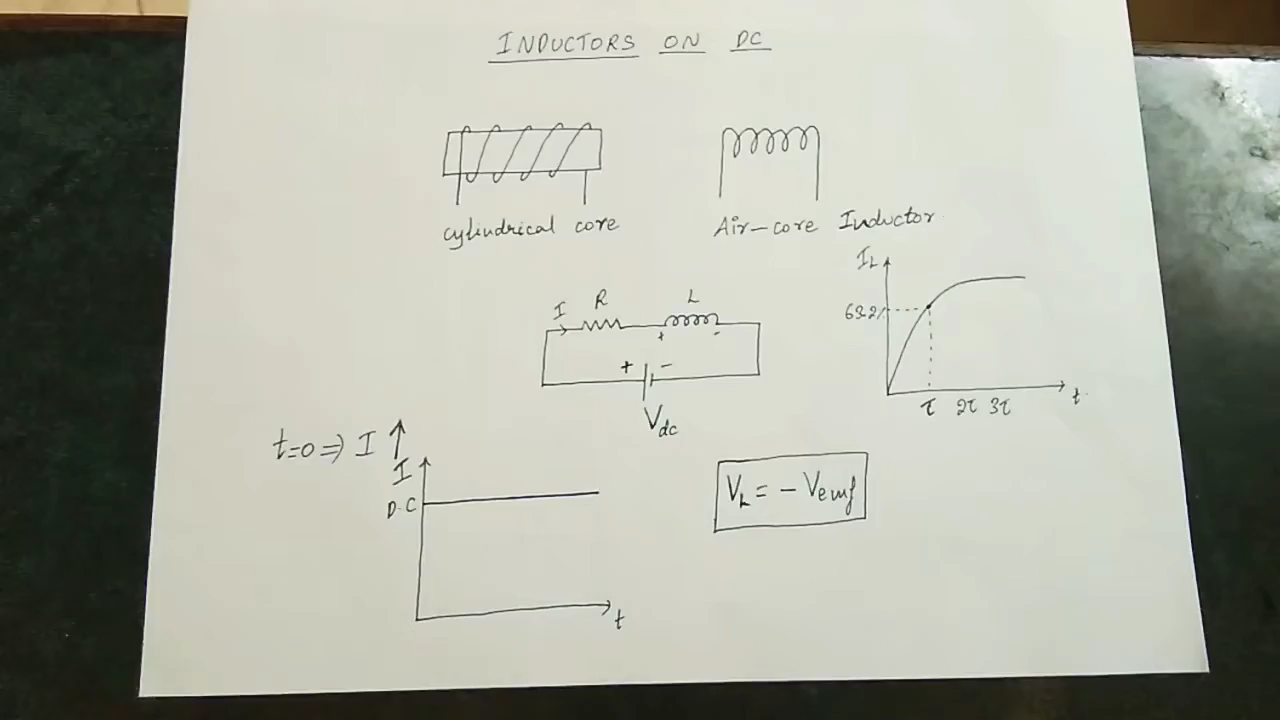 INDUCTORS ON DC
cylindrical core
Air-core Inductor
I R L
+ -
+ -
Vdc
IL
63.2%
τ 2τ 3τ
t
t=0 ⇒ I ↑
I
D.C
t
VL = - Vemf